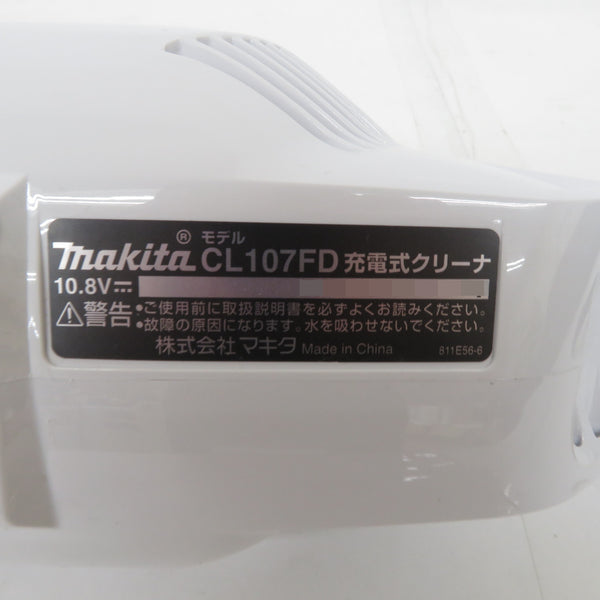 makita® モデル CL107FD 充電式クリーナ
10.8V⎓
⚠警告 •ご使用前に取扱説明書を必ずよくお読みください。
•故障の原因になります。水を吸わせないでください。
株式会社マキタ Made in China 811E56-6